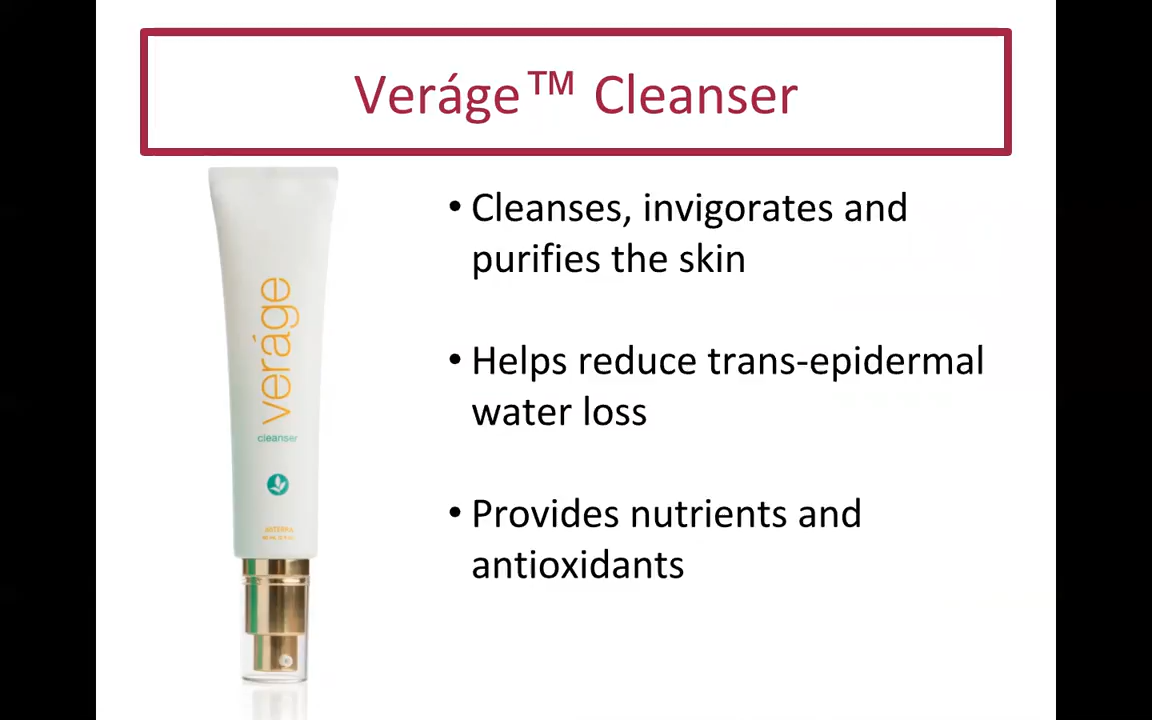 Veráge™ Cleanser
• Cleanses, invigorates and
purifies the skin
• Helps reduce trans-epidermal
water loss
• Provides nutrients and
antioxidants
veráge
cleanser